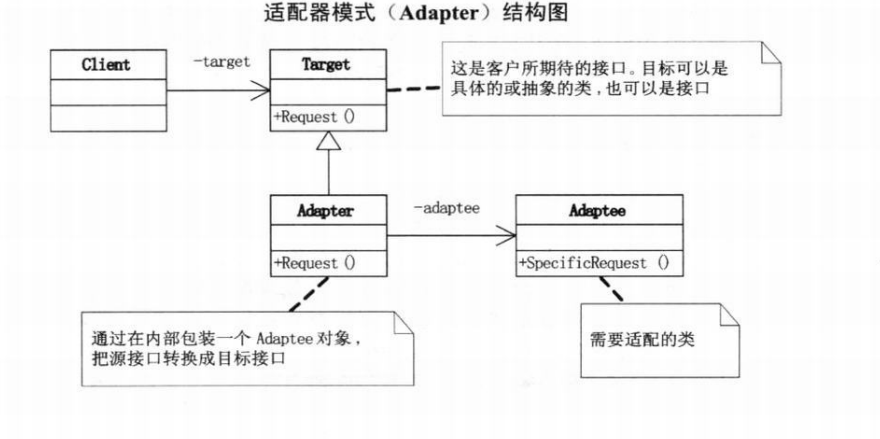 适配器模式（Adapter）结构图
Client
-target
Target
+Request()
这是客户所期待的接口。目标可以是
具体的或抽象的类，也可以是接口
Adapter
+Request()
-adaptee
Adaptee
+SpecificRequest ()
通过在内部包装一个 Adaptee 对象，
把源接口转换成目标接口
需要适配的类